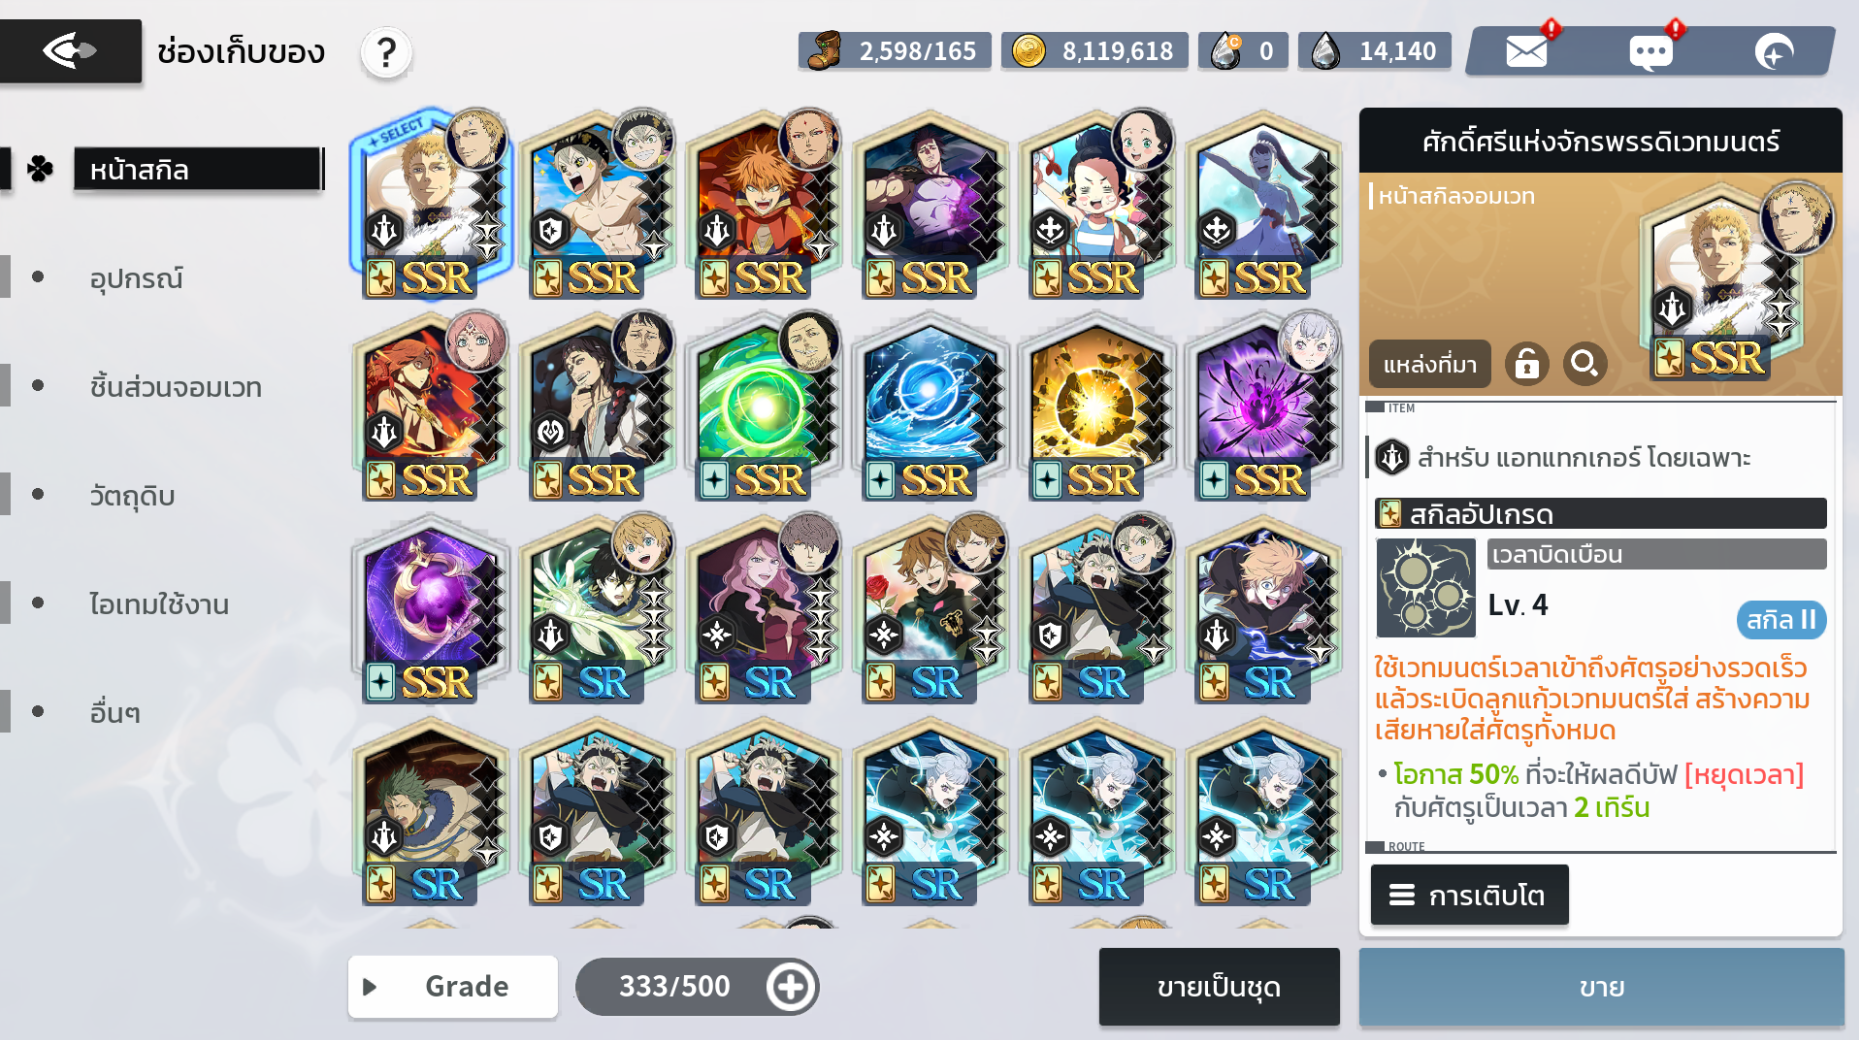 ช่องเก็บของ
?
2,598/165
8,119,618
0
14,140
หน้าสกิล
อุปกรณ์
ชิ้นส่วนจอมเวท
วัตถุดิบ
ไอเทมใช้งาน
อื่นๆ
+ SELECT
SSR
SSR
SSR
SSR
SSR
SSR
SSR
SSR
SSR
SSR
SSR
SSR
SSR
SR
SR
SR
SR
SR
SR
SR
SR
SR
SR
SR
Grade
333/500
ขายเป็นชุด
ศักดิ์ศรีแห่งจักรพรรดิเวทมนตร์
หน้าสกิลจอมเวท
แหล่งที่มา
SSR
ITEM
สำหรับ แอทแทกเกอร์ โดยเฉพาะ
สกิลอัปเกรด
เวลาบิดเบือน
Lv. 4
สกิล II
ใช้เวทมนตร์เวลาเข้าถึงศัตรูอย่างรวดเร็ว
แล้วระเบิดลูกแก้วเวทมนตร์ใส่ สร้างความ
เสียหายใส่ศัตรูทั้งหมด
• โอกาส 50% ที่จะให้ผลดีบัฟ [หยุดเวลา]
กับศัตรูเป็นเวลา 2 เทิร์น
ROUTE
การเติบโต
ขาย